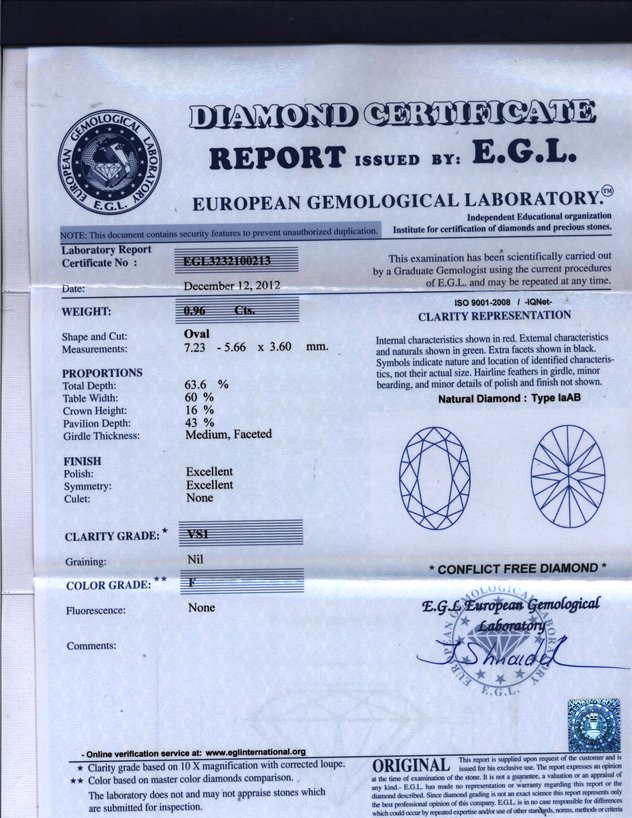 DIAMOND CERTIFICATE
REPORT ISSUED BY: E.G.L.
EUROPEAN GEMOLOGICAL LABORATORY.™
EUROPEAN GEMOLOGICAL LABORATORY
E.G.L.
Independent Educational organization
Institute for certification of diamonds and precious stones.
NOTE: This document contains security features to prevent unauthorized duplication.
Laboratory Report
Certificate No : EGL3232100213
Date: December 12, 2012
WEIGHT: 0.96 Cts.
Shape and Cut: Oval
Measurements: 7.23 - 5.66 x 3.60 mm.
PROPORTIONS
Total Depth: 63.6 %
Table Width: 60 %
Crown Height: 16 %
Pavilion Depth: 43 %
Girdle Thickness: Medium, Faceted
FINISH
Polish: Excellent
Symmetry: Excellent
Culet: None
CLARITY GRADE: * VS1
Graining: Nil
COLOR GRADE: ** F
Fluorescence: None
Comments:
- Online verification service at: www.eglinternational.org
★ Clarity grade based on 10 X magnification with corrected loupe.
★★ Color based on master color diamonds comparison.
The laboratory does not and may not appraise stones which
are submitted for inspection.
This examination has been scientifically carried out
by a Graduate Gemologist using the current procedures
of E.G.L. and may be repeated at any time.
ISO 9001-2008 / -IQNet-
CLARITY REPRESENTATION
Internal characteristics shown in red. External characteristics
and naturals shown in green. Extra facets shown in black.
Symbols indicate nature and location of identified characteris-
tics, not their actual size. Hairline feathers in girdle, minor
bearding, and minor details of polish and finish not shown.
Natural Diamond : Type IaAB
* CONFLICT FREE DIAMOND *
E.G.L European Gemological
Laboratory
EUROPEAN GEMOLOGICAL LABORATORY
E.G.L.
ORIGINAL This report is supplied upon request of the customer and is
issued for his exclusive use. The report expresses an opinion
at the time of examination of the stone. It is not a guarantee, a valuation or an appraisal of
any kind.- E.G.L. has made no representation or warranty regarding this report or the
diamond described. Since diamond grading is not an exact science this report represents only
the best professional opinion of this company. E.G.L. is in no case responsible for differences
which could occur by repeated expertise and/or use of other standards, norms, methods or criteria